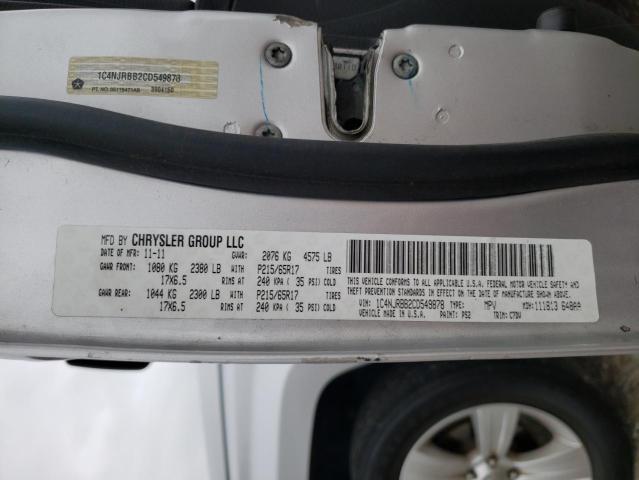 1C4NJRBB2CD549878
MFD BY CHRYSLER GROUP LLC
DATE OF MFR: 11-11 GVWR: 2076 KG 4575 LB
GAWR FRONT: 1080 KG 2380 LB WITH P215/65R17 TIRES
17X6.5 RIMS AT 240 KPA ( 35 PSI) COLD
GAWR REAR: 1044 KG 2300 LB WITH P215/65R17 TIRES
17X6.5 RIMS AT 240 KPA ( 35 PSI) COLD
THIS VEHICLE CONFORMS TO ALL APPLICABLE U.S.A. FEDERAL MOTOR VEHICLE SAFETY AND
THEFT PREVENTION STANDARDS IN EFFECT ON THE DATE OF MANUFACTURE SHOWN ABOVE.
VIN: 1C4NJRBB2CD549878 TYPE: MPV MDH: 111813
VEHICLE MADE IN U.S.A. PAINT: PS2 TRIM: